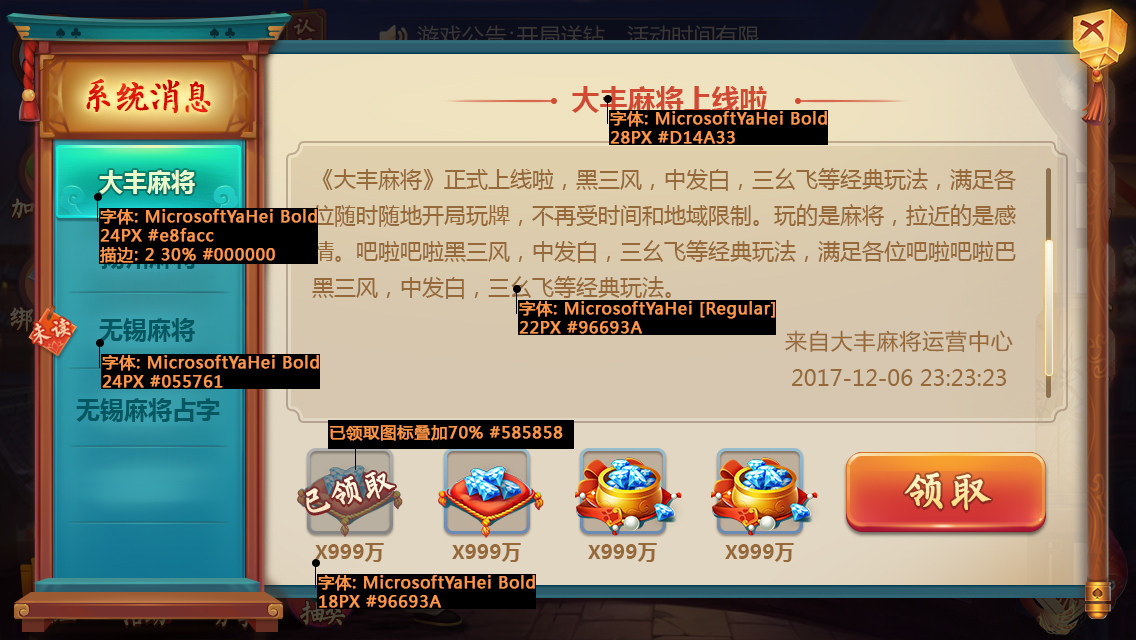 认
游戏公告:开局送钻，活动时间有限
系统消息
大丰麻将上线啦
字体: MicrosoftYaHei Bold
28PX #D14A33
大丰麻将
字体: MicrosoftYaHei Bold
24PX #e8facc
描边: 2 30% #000000
《大丰麻将》正式上线啦，黑三风，中发白，三幺飞等经典玩法，满足各
位随时随地开局玩牌，不再受时间和地域限制。玩的是麻将，拉近的是感
情。吧啦吧啦黑三风，中发白，三幺飞等经典玩法，满足各位吧啦吧啦巴
黑三风，中发白，三幺飞等经典玩法。
字体: MicrosoftYaHei [Regular]
22PX #96693A
来自大丰麻将运营中心
2017-12-06 23:23:23
加
绑
未读
无锡麻将
字体: MicrosoftYaHei Bold
24PX #055761
无锡麻将占字
已领取图标叠加70% #585858
已领取
领取
X999万
X999万
X999万
X999万
字体: MicrosoftYaHei Bold
18PX #96693A
抽奖